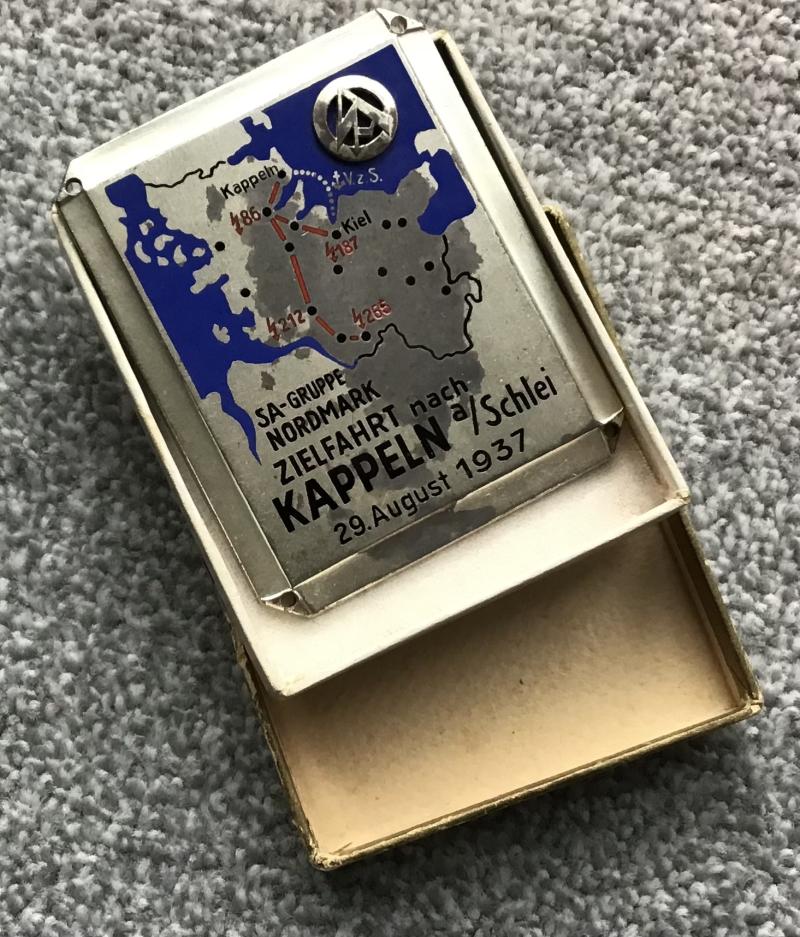 Kappeln
V.z.S.
86
Kiel
187
212
265
SA-GRUPPE
NORDMARK
ZIELFAHRT nach
KAPPELN a/Schlei
29. August 1937